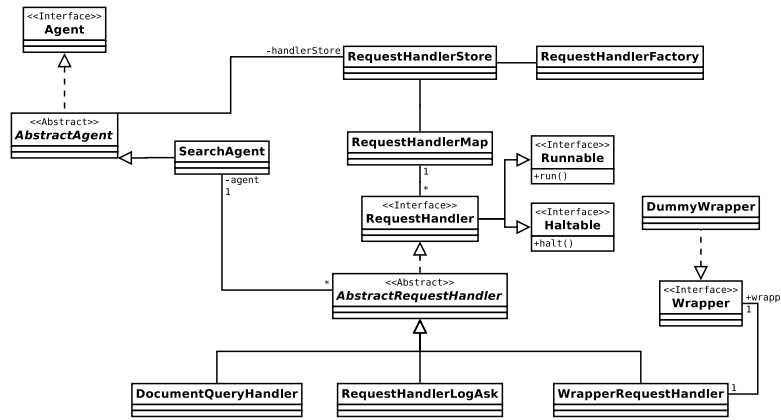 <<Interface>>
Agent
-handlerStore
RequestHandlerStore
RequestHandlerFactory
<<Abstract>>
AbstractAgent
SearchAgent
-agent
1
RequestHandlerMap
1
*
<<Interface>>
Runnable
+run()
<<Interface>>
RequestHandler
<<Interface>>
Haltable
+halt()
DummyWrapper
<<Abstract>>
AbstractRequestHandler
*
<<Interface>>
Wrapper
+wrapp
1
DocumentQueryHandler
RequestHandlerLogAsk
WrapperRequestHandler
1